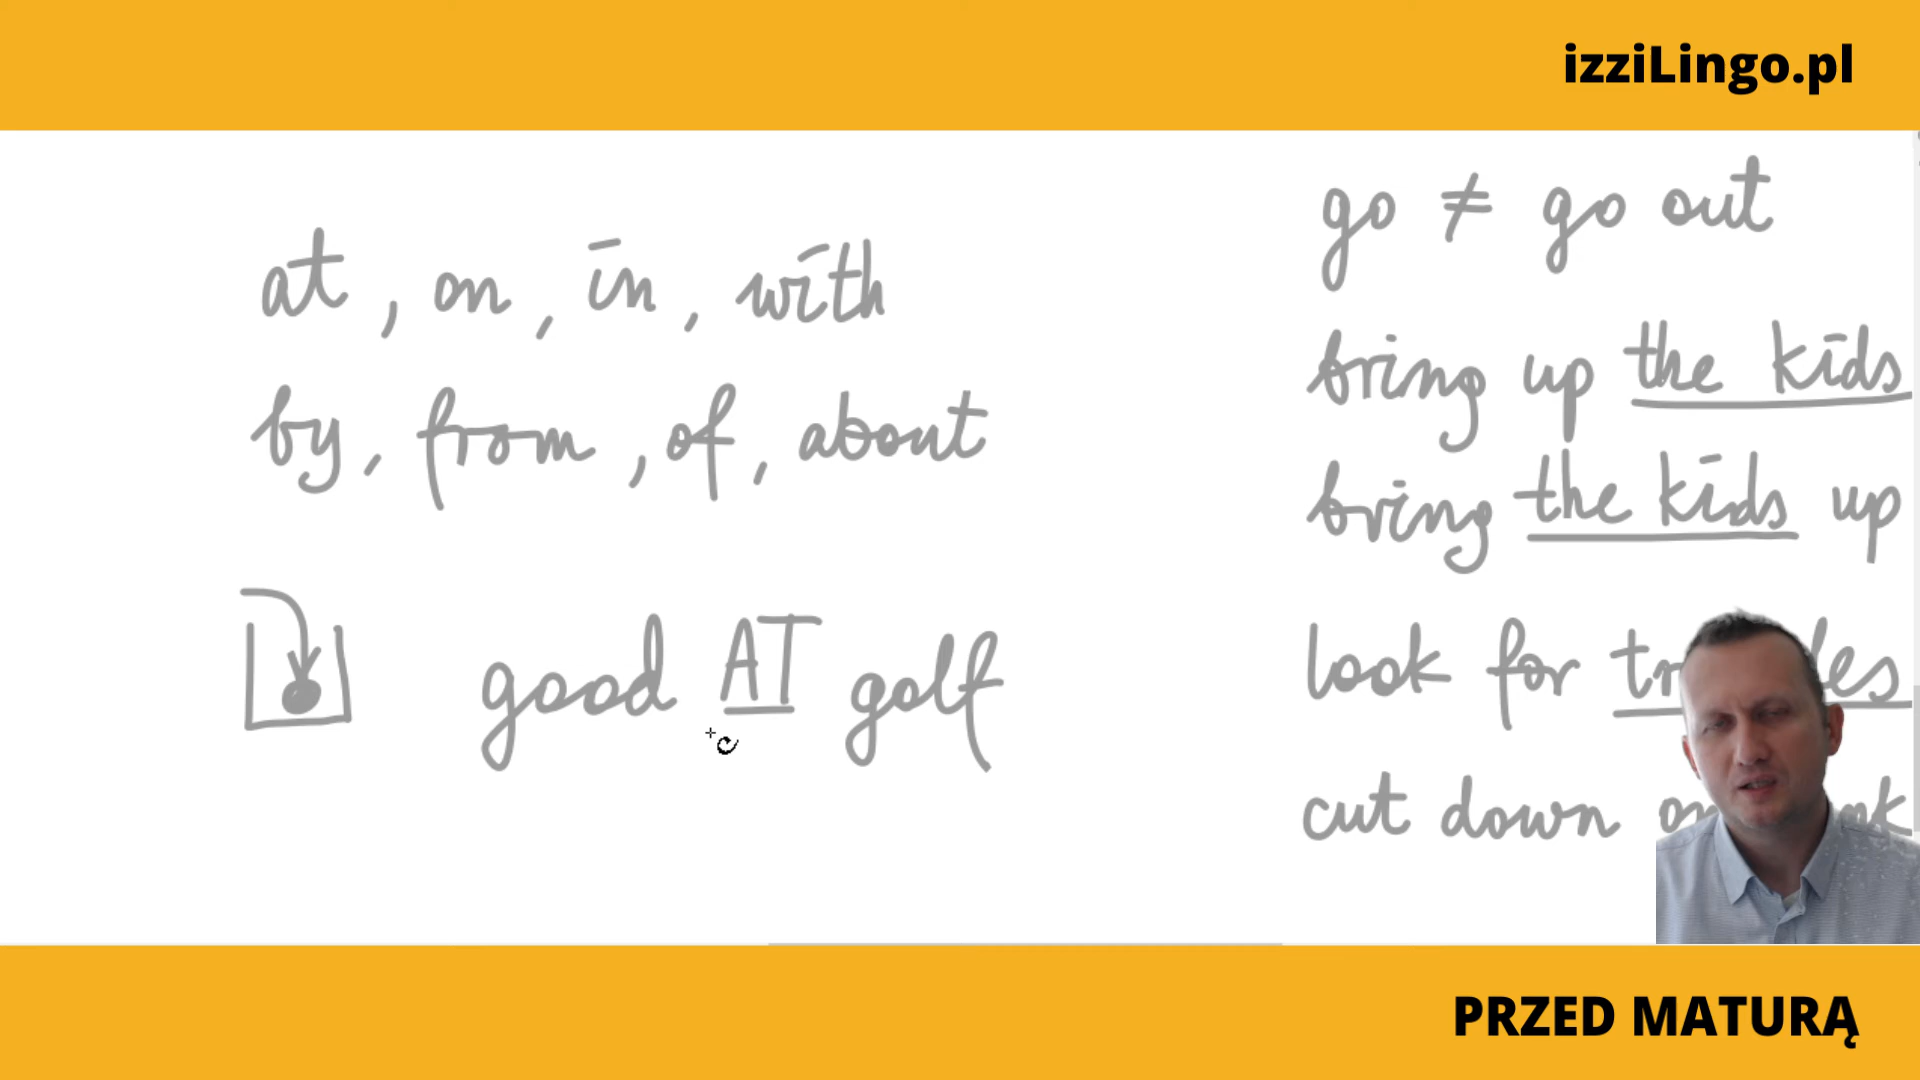 izziLingo.pl
at, on, in, with
by, from, of, about
good AT golf
go ≠ go out
bring up the kids
bring the kids up
look for
cut down
PRZED MATURĄ